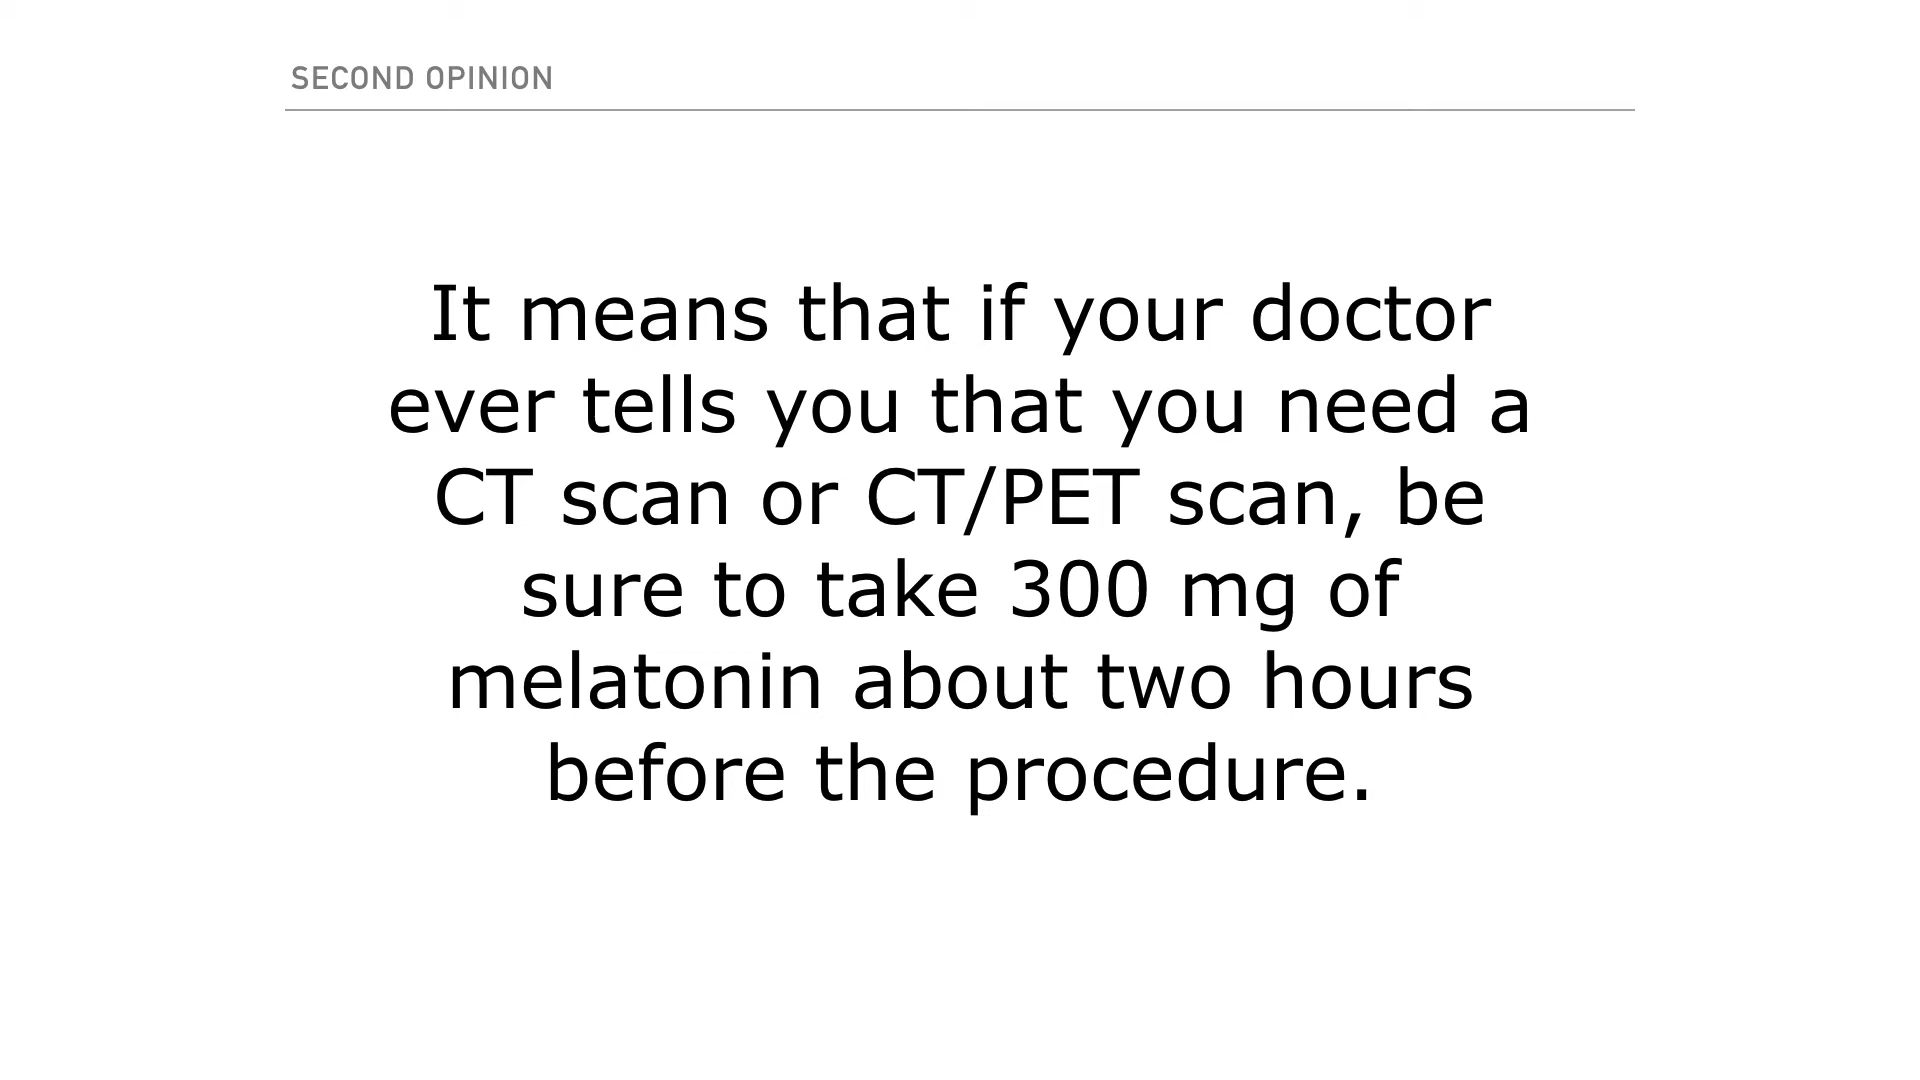 SECOND OPINION
It means that if your doctor
ever tells you that you need a
CT scan or CT/PET scan, be
sure to take 300 mg of
melatonin about two hours
before the procedure.